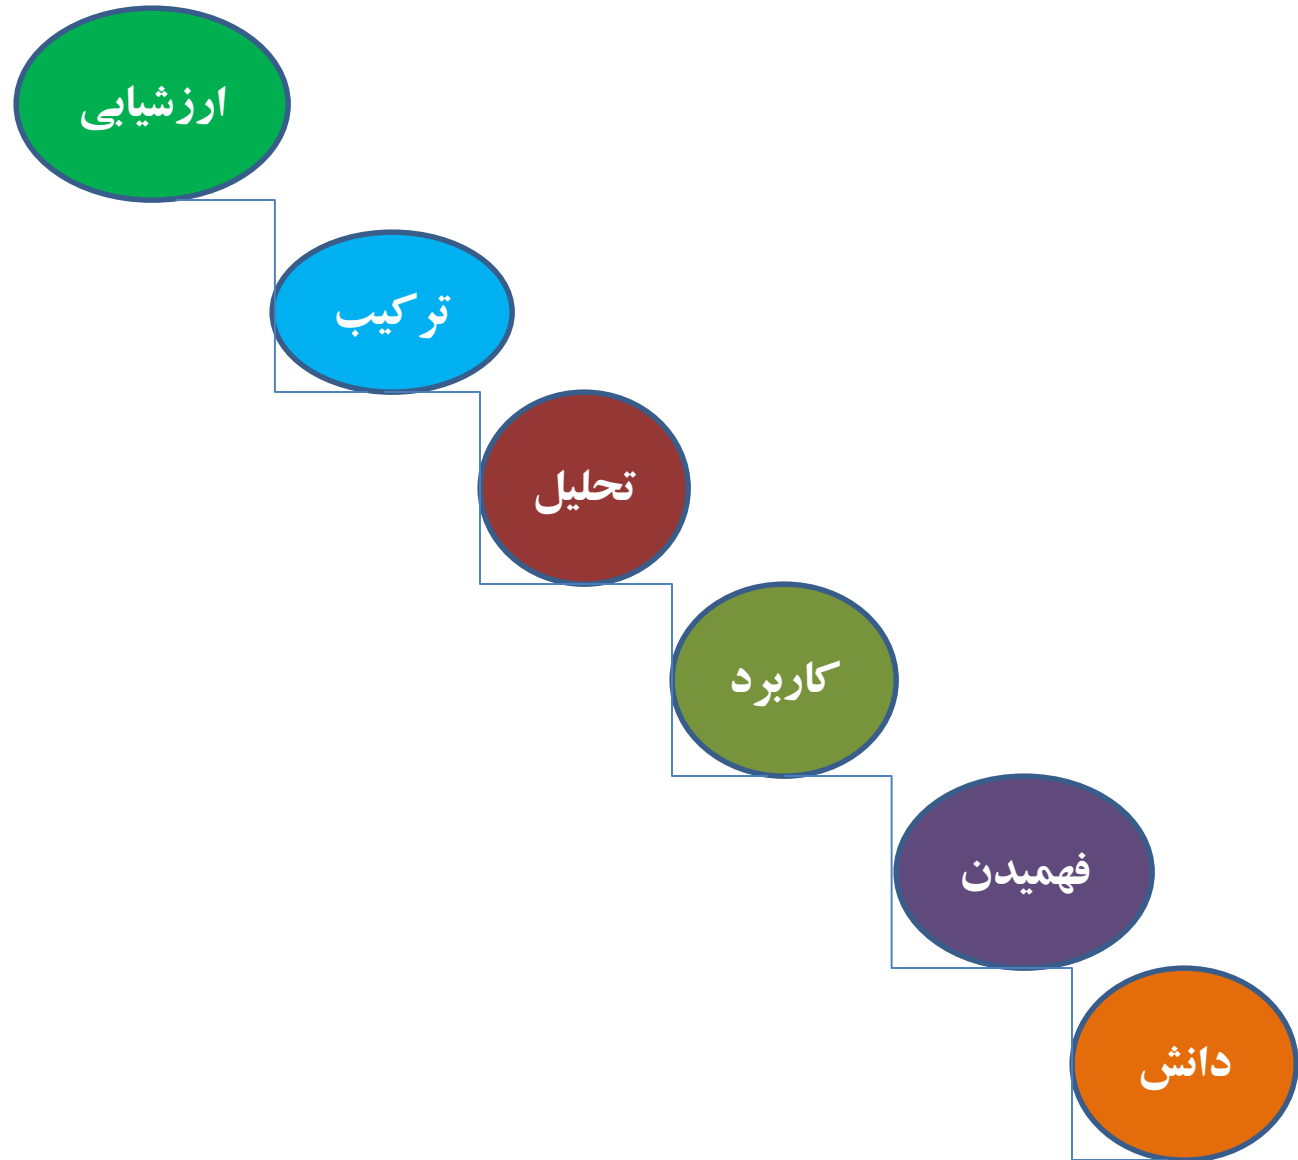 ارزشیابی
ترکیب
تحلیل
کاربرد
فهمیدن
دانش